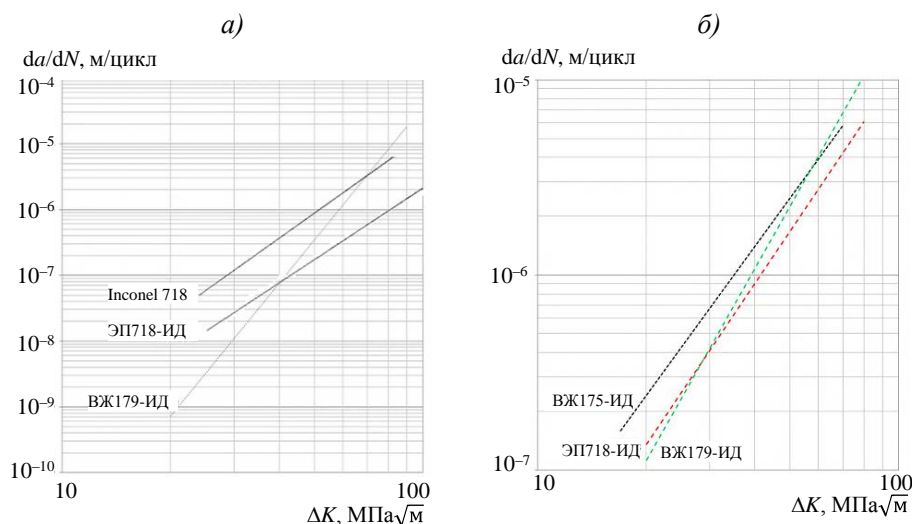 а)
da/dN, м/цикл
10⁻⁴
10⁻⁵
10⁻⁶
10⁻⁷
10⁻⁸
10⁻⁹
10⁻¹⁰
Inconel 718
ЭП718-ИД
ВЖ179-ИД
10
100
ΔK, МПа√м
б)
da/dN, м/цикл
10⁻⁵
10⁻⁶
10⁻⁷
ВЖ175-ИД
ЭП718-ИД
ВЖ179-ИД
10
100
ΔK, МПа√м